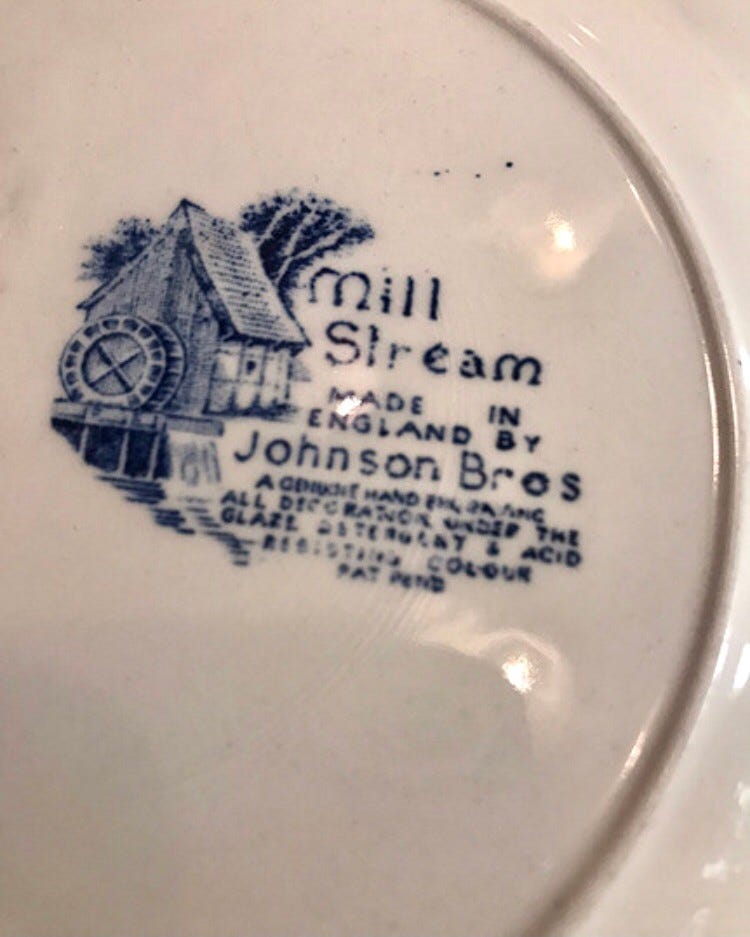 Mill
Stream
MADE IN
ENGLAND BY
Johnson Bros
A GENUINE HAND ENGRAVING
ALL DECORATION UNDER THE
GLAZE DETERGENT & ACID
RESISTING COLOUR
PAT PEND